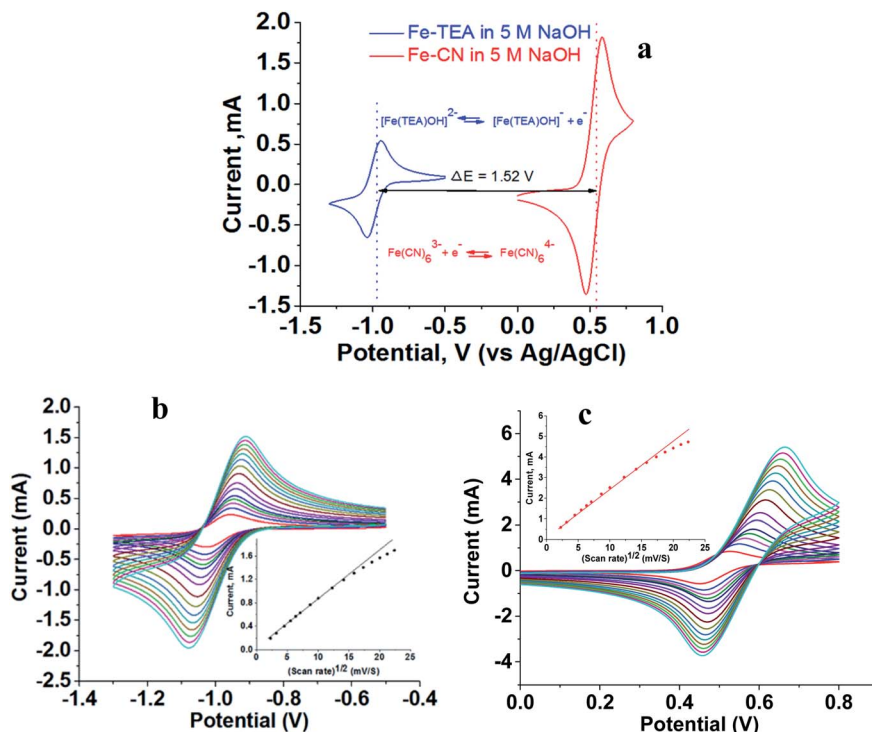 2.0
1.5
1.0
0.5
0.0
-0.5
-1.0
-1.5
Current ,mA
Fe-TEA in 5 M NaOH
Fe-CN in 5 M NaOH
a
[Fe(TEA)OH]²⁻ ⇌ [Fe(TEA)OH]⁻ + e⁻
△E = 1.52 V
Fe(CN)₆³⁻ + e⁻ ⇌ Fe(CN)₆⁴⁻
-1.5 -1.0 -0.5 0.0 0.5 1.0
Potential, V (vs Ag/AgCl)
b
2.0
1.5
1.0
0.5
0.0
-0.5
-1.0
-1.5
-2.0
-2.5
Current (mA)
1.6
1.2
0.8
0.4
0.0
Current, mA
0 5 10 15 20 25
(Scan rate)^1/2 (mV/S)
-1.4 -1.2 -1.0 -0.8 -0.6 -0.4
Potential (V)
c
6
4
2
0
-2
-4
Current (mA)
6
5
4
3
2
1
0
Current, mA
0 5 10 15 20 25
(Scan rate)^1/2 (mV/S)
0.0 0.2 0.4 0.6 0.8
Potential (V)